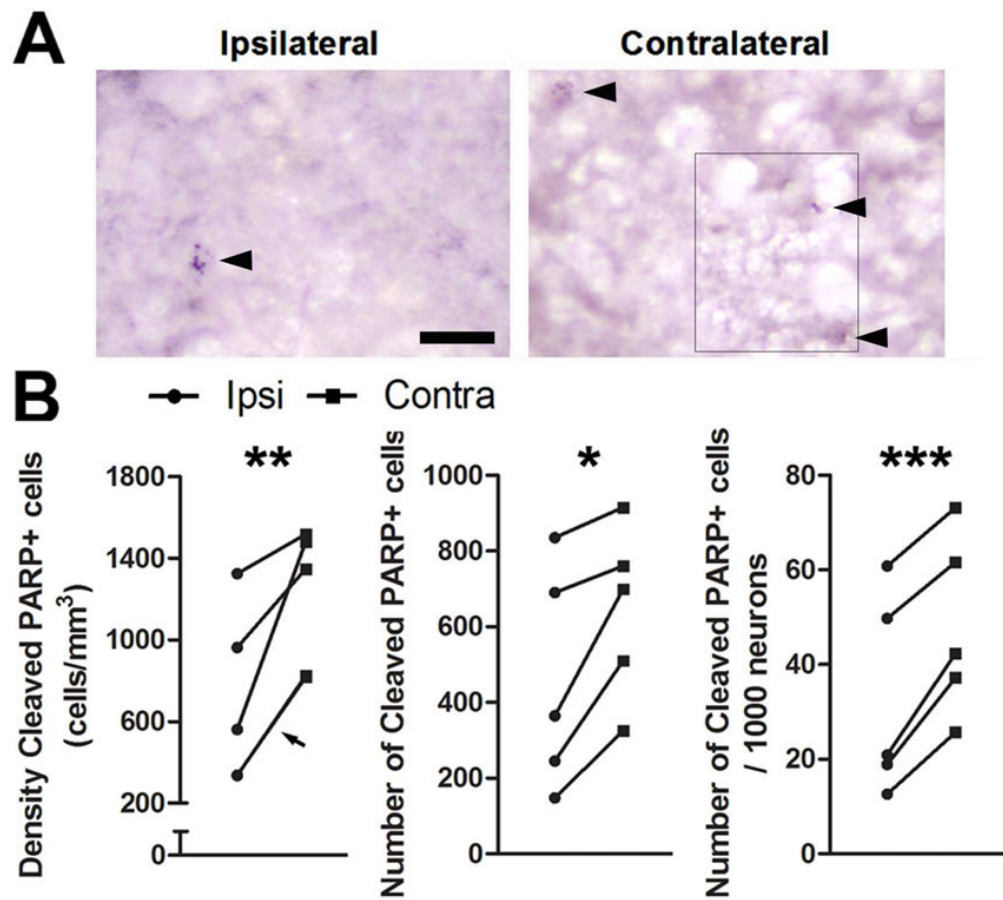 A
Ipsilateral
Contralateral
B
Ipsi
Contra
Density Cleaved PARP+ cells
(cells/mm³)
1800
1400
1000
600
200
0
**
Number of Cleaved PARP+ cells
1000
800
600
400
200
0
*
Number of Cleaved PARP+ cells
/ 1000 neurons
80
60
40
20
0
***